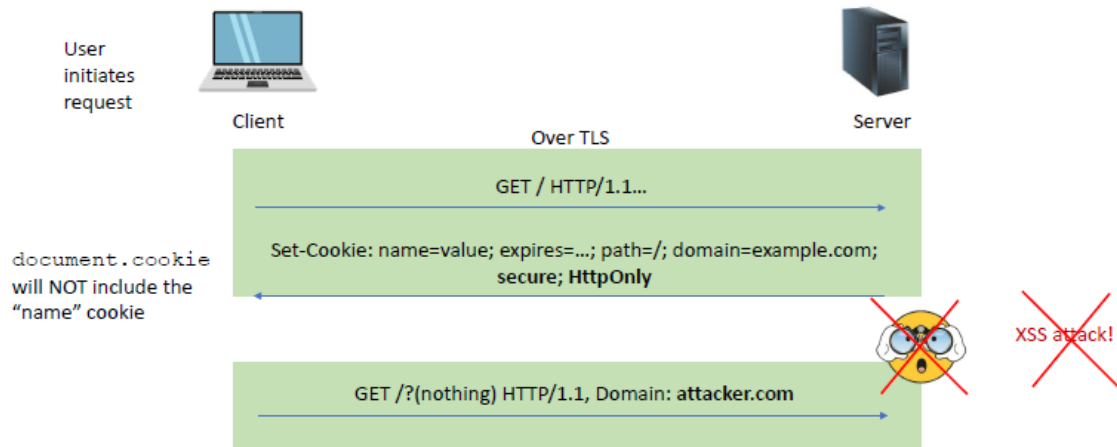 User
initiates
request
Client
Server
Over TLS
GET / HTTP/1.1...
Set-Cookie: name=value; expires=...; path=/; domain=example.com;
secure; HttpOnly
document.cookie
will NOT include the
“name” cookie
XSS attack!
GET /?(nothing) HTTP/1.1, Domain: attacker.com